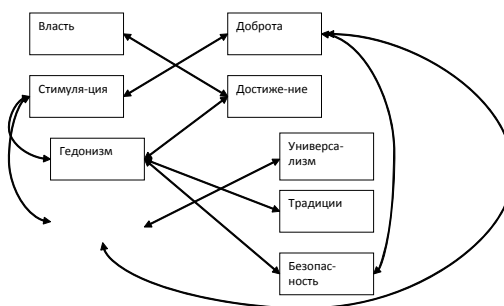 Власть
Доброта
Стимуля-ция
Достиже-ние
Гедонизм
Универса-
лизм
Традиции
Безопас-
ность